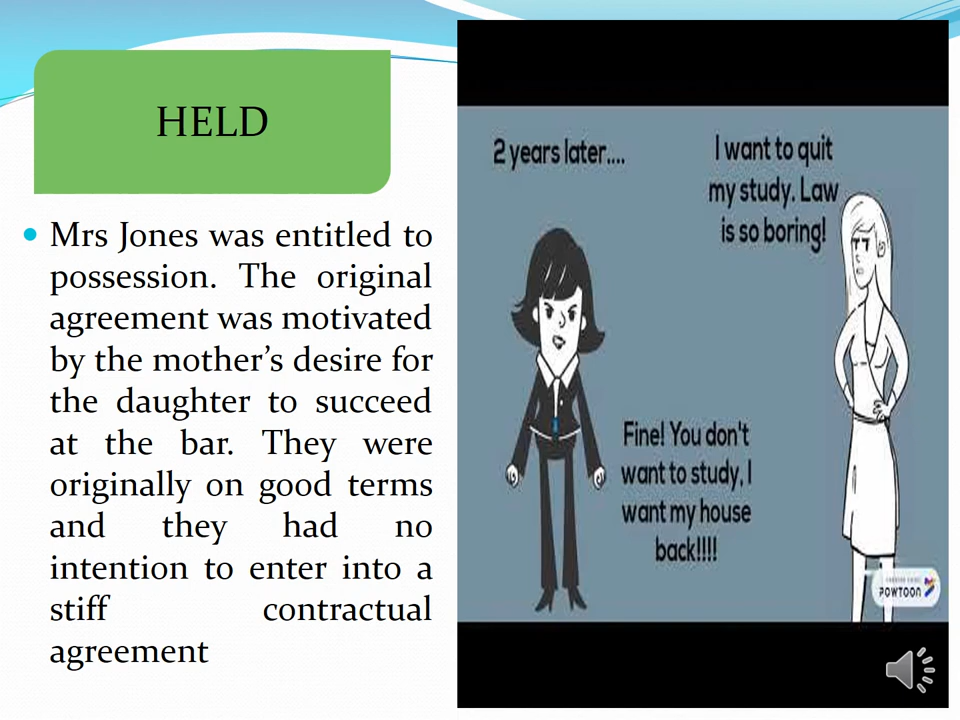 HELD
Mrs Jones was entitled to
possession. The original
agreement was motivated
by the mother’s desire for
the daughter to succeed
at the bar. They were
originally on good terms
and they had no
intention to enter into a
stiff contractual
agreement
2 years later....
I want to quit
my study. Law
is so boring!
Fine! You don't
want to study, I
want my house
back!!!!
POWTOON